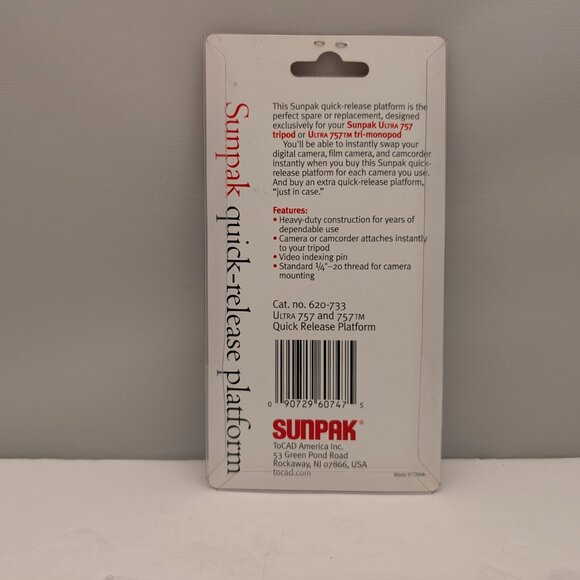 Sunpak quick-release platform
This Sunpak quick-release platform is the
perfect spare or replacement, designed
exclusively for your Sunpak ULTRA 757
tripod or ULTRA 757TM tri-monopod
You'll be able to instantly swap your
digital camera, film camera, and camcorder
instantly when you buy this Sunpak quick-
release platform for each camera you use.
And buy an extra quick-release platform,
"just in case."
Features:
• Heavy-duty construction for years of
dependable use
• Camera or camcorder attaches instantly
to your tripod
• Video indexing pin
• Standard 1/4"–20 thread for camera
mounting
Cat. no. 620-733
ULTRA 757 and 757TM
Quick Release Platform
0 90729 60747 5
SUNPAK®
ToCAD America Inc.
53 Green Pond Road
Rockaway, NJ 07866, USA
tocad.com
Made in China